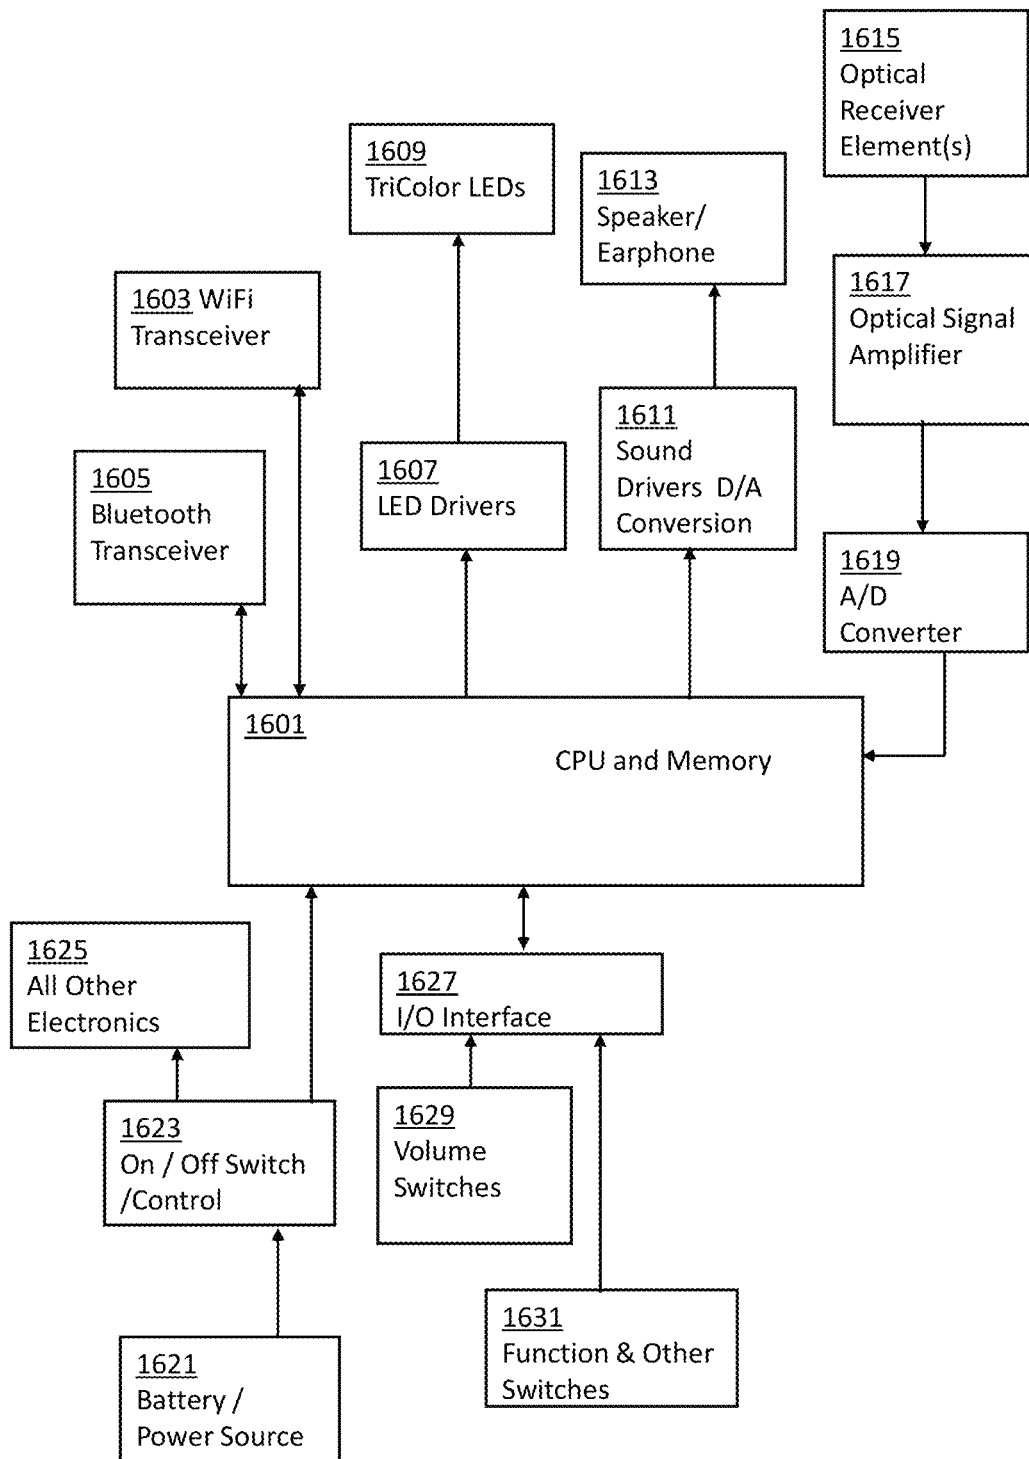 1615
Optical
Receiver
Element(s)
1609
TriColor LEDs
1613
Speaker/
Earphone
1603 WiFi
Transceiver
1617
Optical Signal
Amplifier
1605
Bluetooth
Transceiver
1607
LED Drivers
1611
Sound
Drivers D/A
Conversion
1619
A/D
Converter
1601
CPU and Memory
1625
All Other
Electronics
1627
I/O Interface
1623
On / Off Switch
/Control
1629
Volume
Switches
1621
Battery /
Power Source
1631
Function & Other
Switches